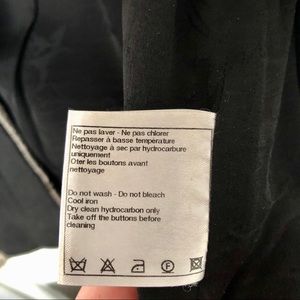 Ne pas laver - Ne pas chlorer
Repasser à basse temperature
Nettoyage à sec par hydrocarbure
uniquement
Oter les boutons avant
nettoyage
Do not wash - Do not bleach
Cool iron
Dry clean hydrocarbon only
Take off the buttons before
cleaning
F